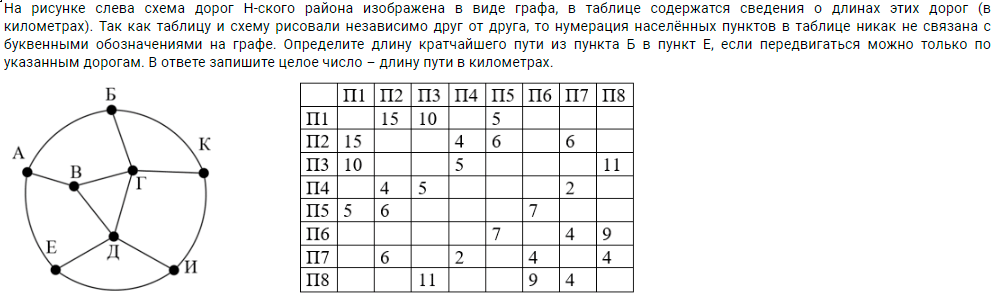 На рисунке слева схема дорог Н-ского района изображена в виде графа, в таблице содержатся сведения о длинах этих дорог (в
километрах). Так как таблицу и схему рисовали независимо друг от друга, то нумерация населённых пунктов в таблице никак не связана с
буквенными обозначениями на графе. Определите длину кратчайшего пути из пункта Б в пункт Е, если передвигаться можно только по
указанным дорогам. В ответе запишите целое число – длину пути в километрах.
Б
А
К
В
Г
Е
Д
И
П1 П2 П3 П4 П5 П6 П7 П8
П1 15 10 5
П2 15 4 6 6
П3 10 5 11
П4 4 5 2
П5 5 6 7
П6 7 4 9
П7 6 2 4 4
П8 11 9 4